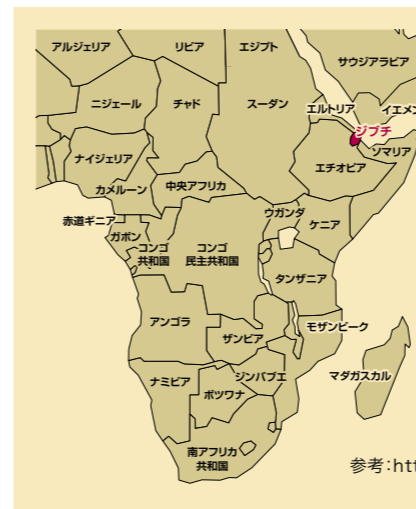 アルジェリア
リビア
エジプト
サウジアラビア
ニジェール
チャド
スーダン
エルトリア
イエメン
ジブチ
ナイジェリア
ソマリア
エチオピア
中央アフリカ
カメルーン
赤道ギニア
ウガンダ
ケニア
ガボン
コンゴ
共和国
コンゴ
民主共和国
タンザニア
アンゴラ
モザンビーク
ザンビア
ナミビア
ジンバブエ
マダガスカル
ボツワナ
南アフリカ
共和国
参考:htt